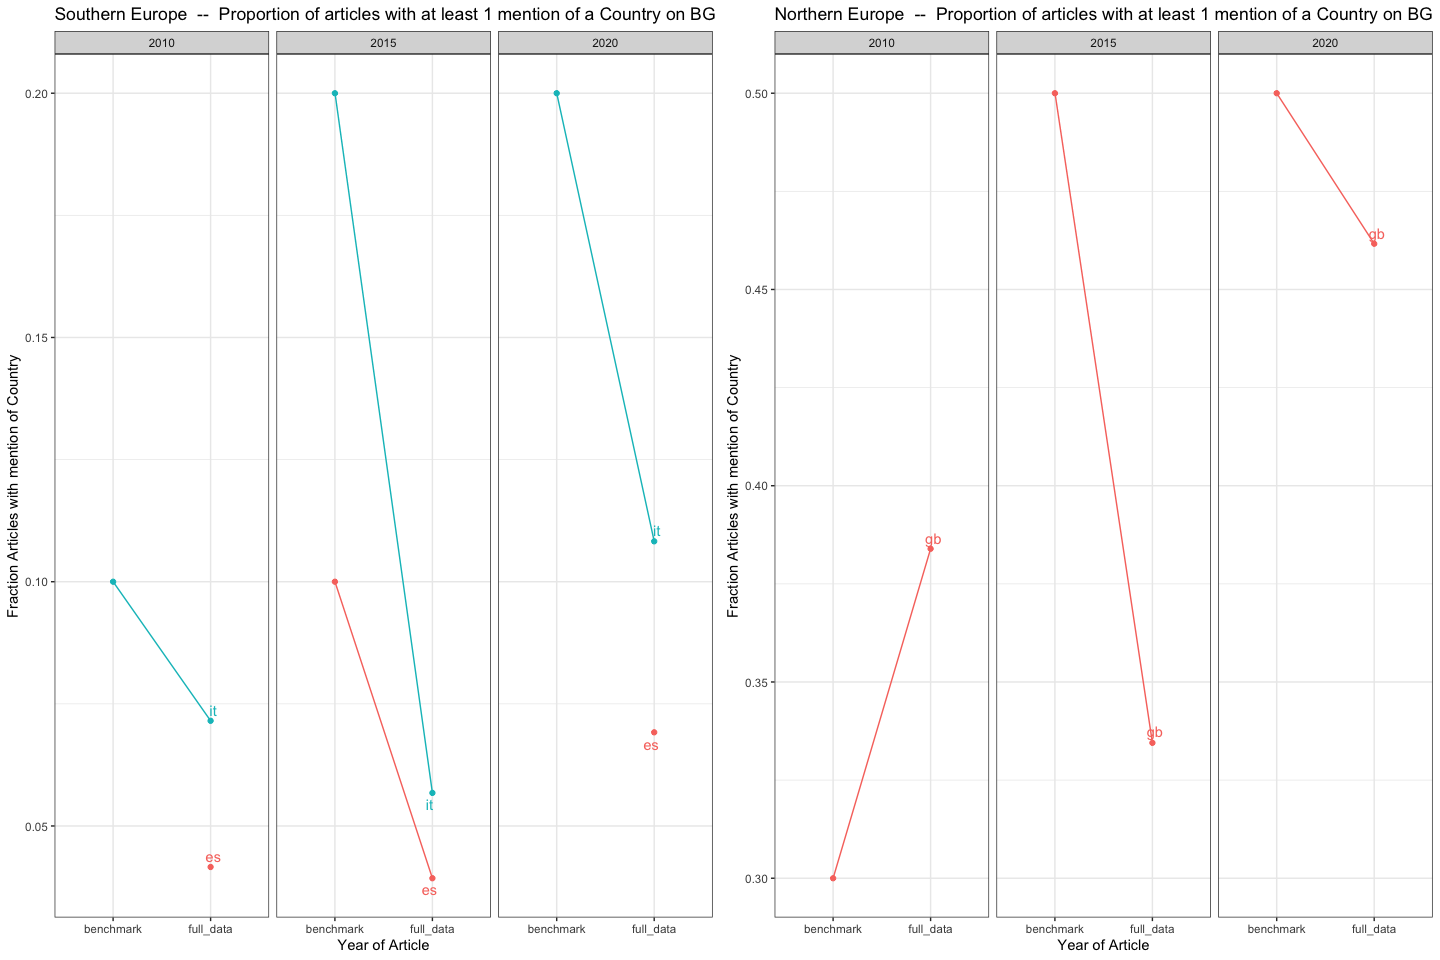 Southern Europe -- Proportion of articles with at least 1 mention of a Country on BG
2010 2015 2020
Fraction Articles with mention of Country
0.20
0.15
0.10
0.05
it
es
it
es
it
es
benchmark full_data benchmark full_data benchmark full_data
Year of Article
Northern Europe -- Proportion of articles with at least 1 mention of a Country on BG
2010 2015 2020
Fraction Articles with mention of Country
0.50
0.45
0.40
0.35
0.30
gb
gb
gb
benchmark full_data benchmark full_data benchmark full_data
Year of Article